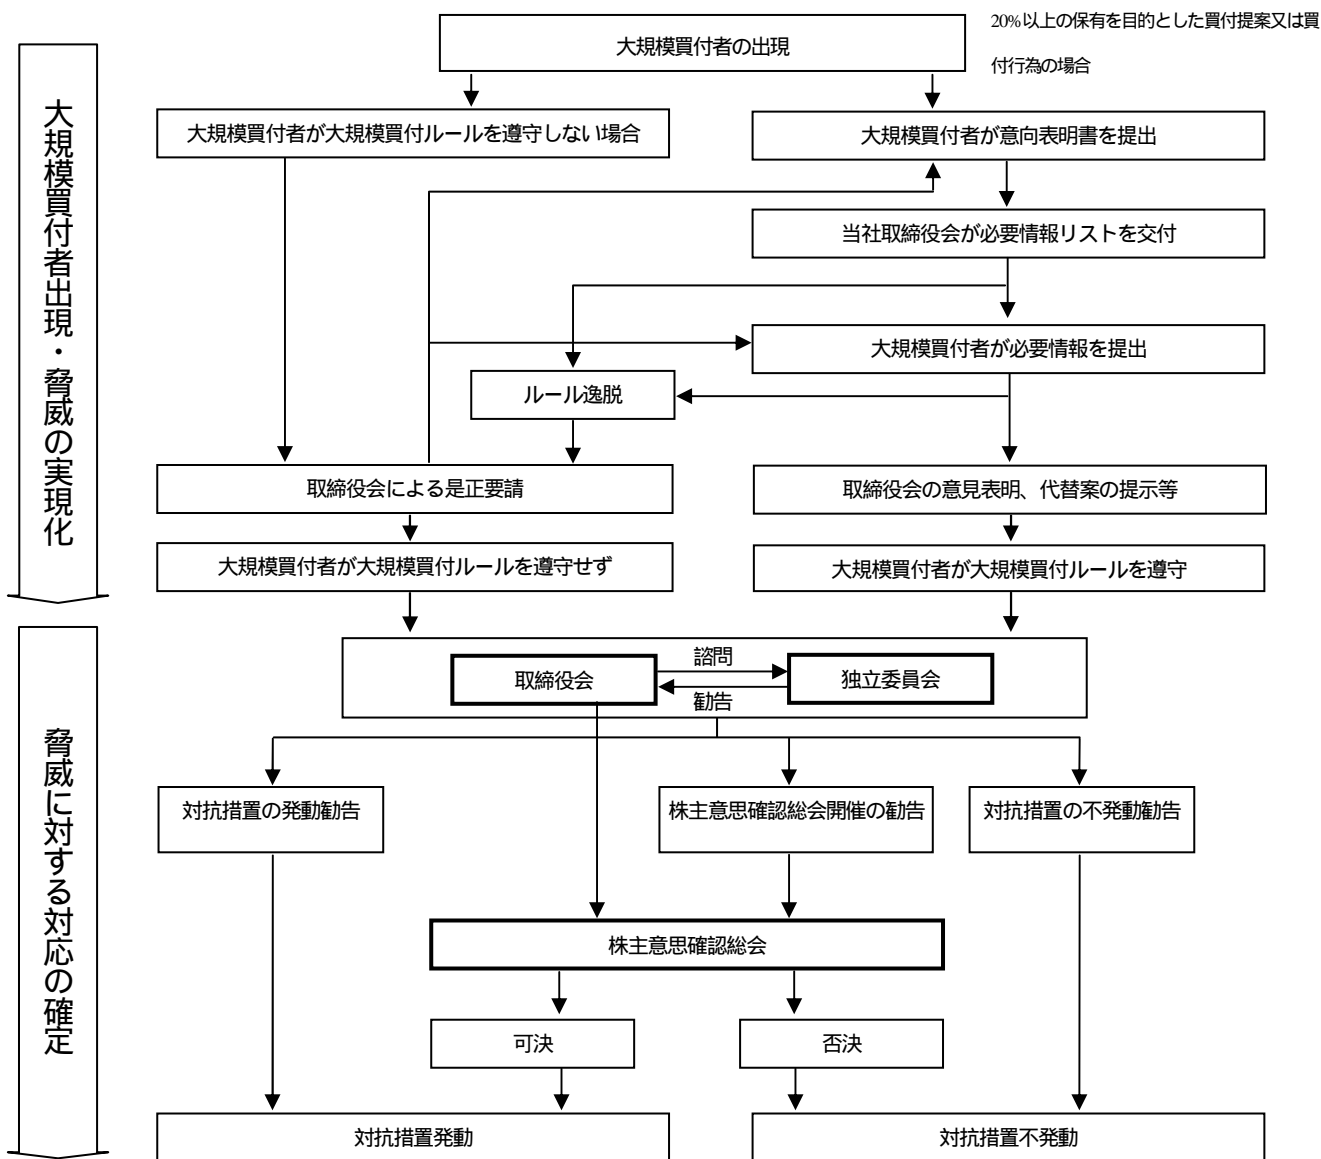 大規模買付者の出現
20%以上の保有を目的とした買付提案又は買
付行為の場合
大規模買付者出現・脅威の実現化
大規模買付者が大規模買付ルールを遵守しない場合
大規模買付者が意向表明書を提出
当社取締役会が必要情報リストを交付
大規模買付者が必要情報を提出
ルール逸脱
取締役会による是正要請
取締役会の意見表明、代替案の提示等
大規模買付者が大規模買付ルールを遵守せず
大規模買付者が大規模買付ルールを遵守
脅威に対する対応の確定
諮問
取締役会
独立委員会
勧告
対抗措置の発動勧告
株主意思確認総会開催の勧告
対抗措置の不発動勧告
株主意思確認総会
可決
否決
対抗措置発動
対抗措置不発動